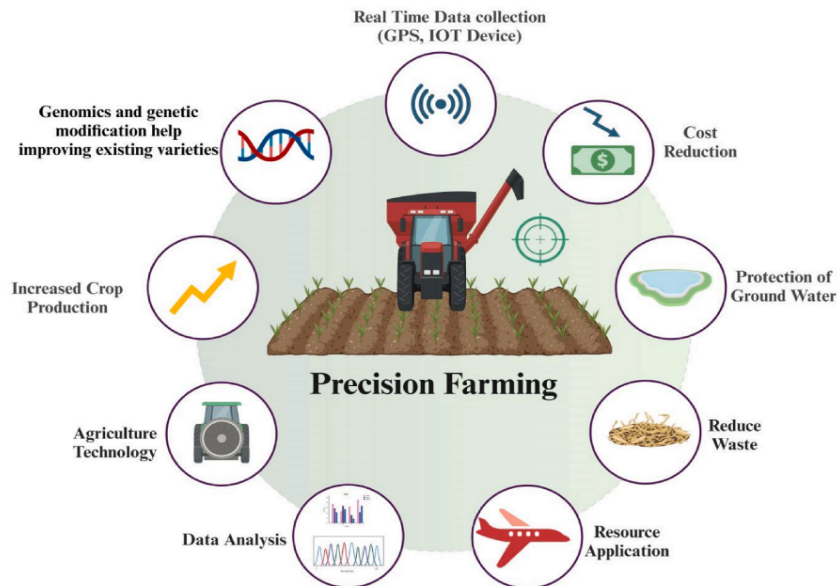 Real Time Data collection
(GPS, IOT Device)
Genomics and genetic
modification help
improving existing varieties
Cost
Reduction
Increased Crop
Production
Protection of
Ground Water
Precision Farming
Agriculture
Technology
Reduce
Waste
Data Analysis
Resource
Application